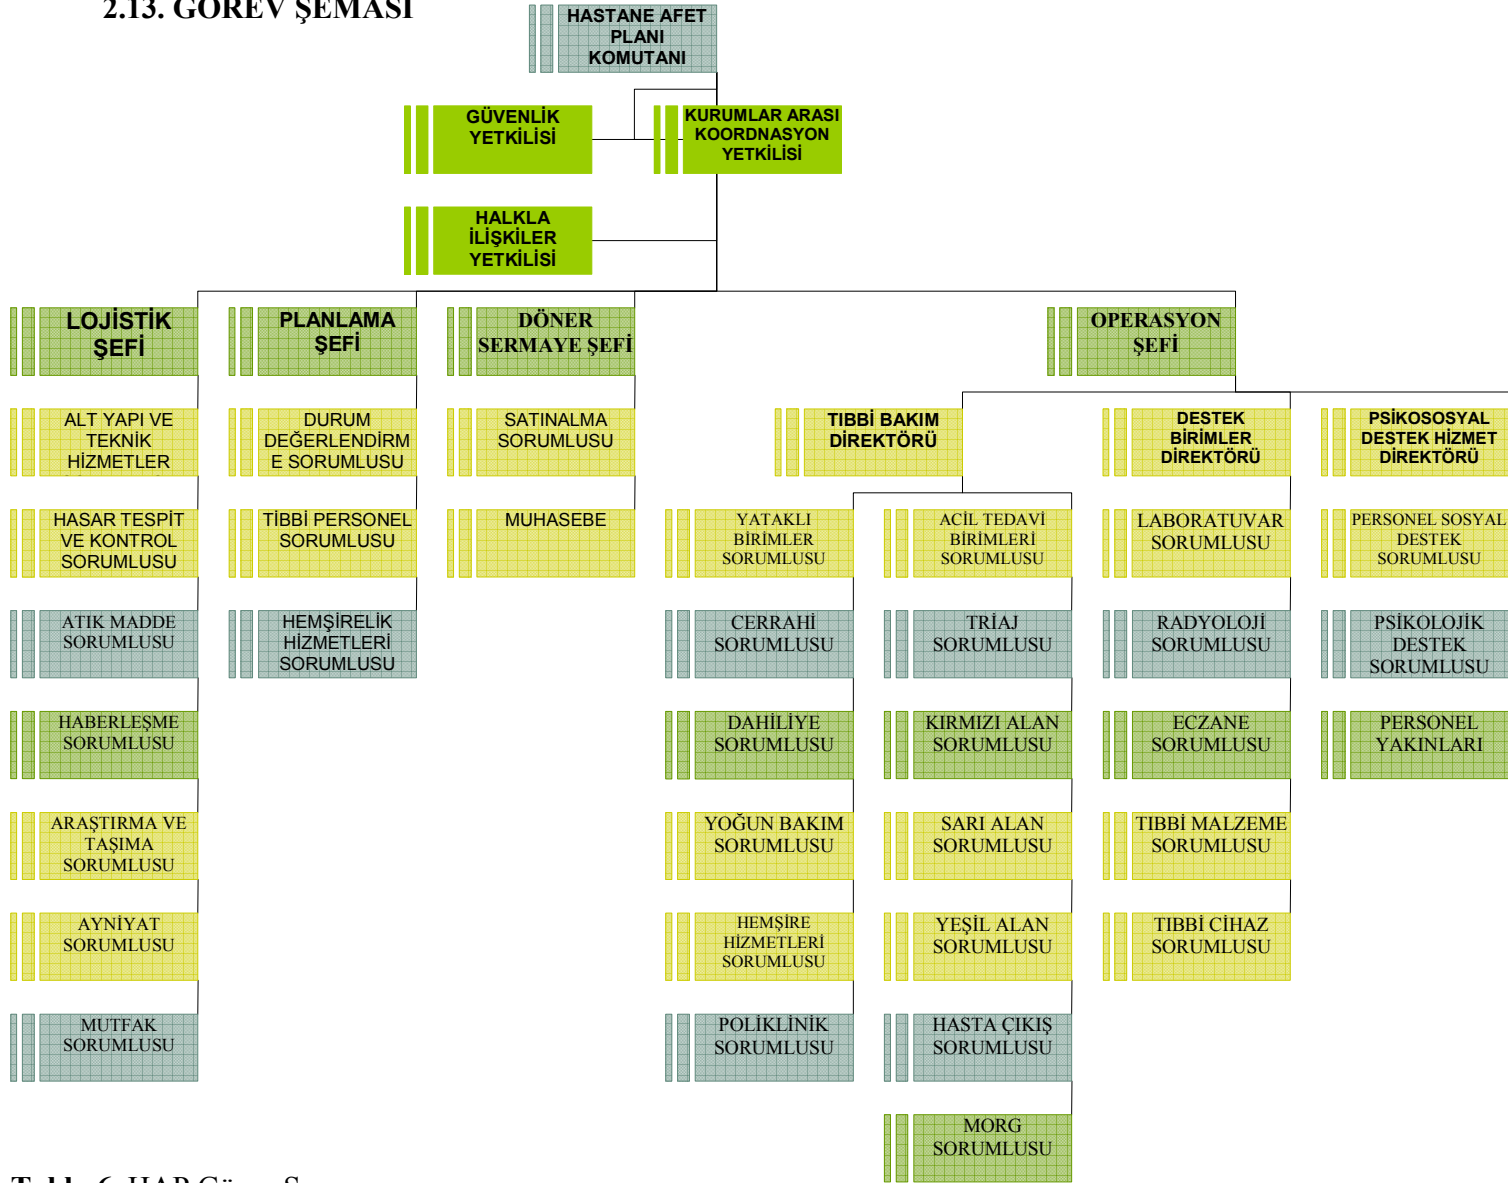 2.13. GÖREV ŞEMASI
HASTANE AFET
PLANI
KOMUTANI
GÜVENLİK
YETKİLİSİ
KURUMLAR ARASI
KOORDNASYON
YETKİLİSİ
HALKLA
İLİŞKİLER
YETKİLİSİ
LOJİSTİK
ŞEFİ
PLANLAMA
ŞEFİ
DÖNER
SERMAYE ŞEFİ
OPERASYON
ŞEFİ
ALT YAPI VE
TEKNİK
HİZMETLER
DURUM
DEĞERLENDİRM
E SORUMLUSU
SATINALMA
SORUMLUSU
TIBBİ BAKIM
DİREKTÖRÜ
DESTEK
BİRİMLER
DİREKTÖRÜ
PSİKOSOSYAL
DESTEK HİZMET
DİREKTÖRÜ
HASAR TESPİT
VE KONTROL
SORUMLUSU
TİBBİ PERSONEL
SORUMLUSU
MUHASEBE
YATAKLI
BİRİMLER
SORUMLUSU
ACİL TEDAVİ
BİRİMLERİ
SORUMLUSU
LABORATUVAR
SORUMLUSU
PERSONEL SOSYAL
DESTEK
SORUMLUSU
ATIK MADDE
SORUMLUSU
HEMŞİRELİK
HİZMETLERİ
SORUMLUSU
CERRAHİ
SORUMLUSU
TRİAJ
SORUMLUSU
RADYOLOJİ
SORUMLUSU
PSİKOLOJİK
DESTEK
SORUMLUSU
HABERLEŞME
SORUMLUSU
DAHİLİYE
SORUMLUSU
KIRMIZI ALAN
SORUMLUSU
ECZANE
SORUMLUSU
PERSONEL
YAKINLARI
ARAŞTIRMA VE
TAŞIMA
SORUMLUSU
YOĞUN BAKIM
SORUMLUSU
SARI ALAN
SORUMLUSU
TIBBİ MALZEME
SORUMLUSU
AYNİYAT
SORUMLUSU
HEMŞİRE
HİZMETLERİ
SORUMLUSU
YEŞİL ALAN
SORUMLUSU
TIBBİ CİHAZ
SORUMLUSU
MUTFAK
SORUMLUSU
POLİKLİNİK
SORUMLUSU
HASTA ÇIKIŞ
SORUMLUSU
MORG
SORUMLUSU